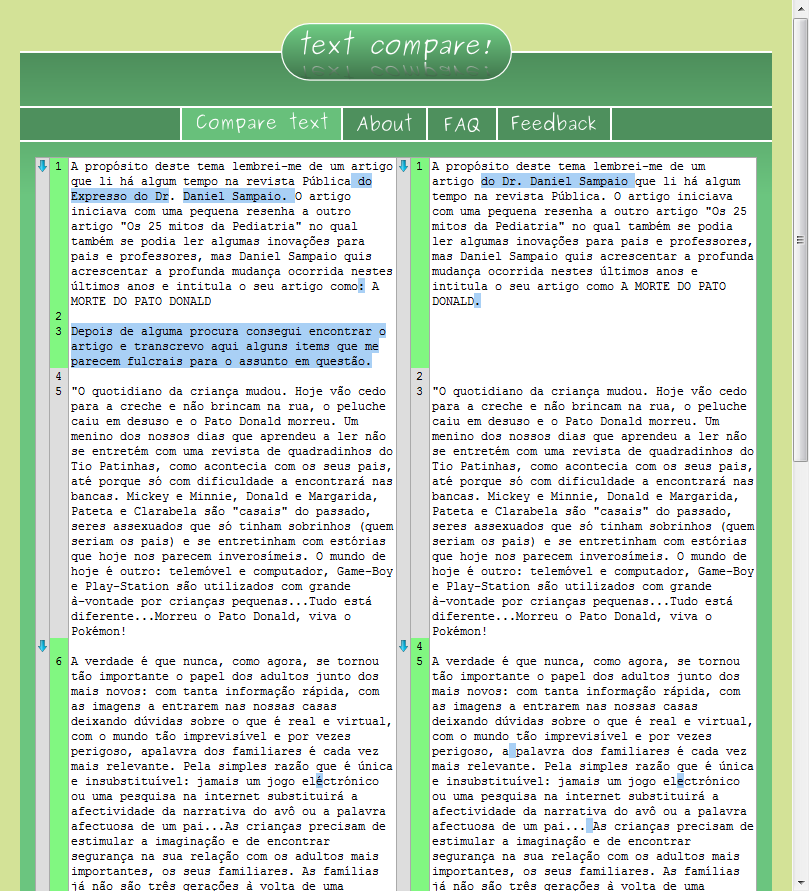 text compare!
Compare text
About
FAQ
Feedback
1 A propósito deste tema lembrei-me de um artigo
que li há algum tempo na revista Pública do
Expresso do Dr. Daniel Sampaio. O artigo
iniciava com uma pequena resenha a outro
artigo "Os 25 mitos da Pediatria" no qual
também se podia ler algumas inovações para
pais e professores, mas Daniel Sampaio quis
acrescentar a profunda mudança ocorrida nestes
últimos anos e intitula o seu artigo como: A
MORTE DO PATO DONALD
2
3 Depois de alguma procura consegui encontrar o
artigo e transcrevo aqui alguns items que me
parecem fulcrais para o assunto em questão.
4
5 "O quotidiano da criança mudou. Hoje vão cedo
para a creche e não brincam na rua, o peluche
caiu em desuso e o Pato Donald morreu. Um
menino dos nossos dias que aprendeu a ler não
se entretém com uma revista de quadradinhos do
Tio Patinhas, como acontecia com os seus pais,
até porque só com dificuldade a encontrará nas
bancas. Mickey e Minnie, Donald e Margarida,
Pateta e Clarabela são "casais" do passado,
seres assexuados que só tinham sobrinhos (quem
seriam os pais) e se entretinham com estórias
que hoje nos parecem inverosímeis. O mundo de
hoje é outro: telemóvel e computador, Game-Boy
e Play-Station são utilizados com grande
à-vontade por crianças pequenas...Tudo está
diferente...Morreu o Pato Donald, viva o
Pokémon!
6 A verdade é que nunca, como agora, se tornou
tão importante o papel dos adultos junto dos
mais novos: com tanta informação rápida, com
as imagens a entrarem nas nossas casas
deixando dúvidas sobre o que é real e virtual,
com o mundo tão imprevisível e por vezes
perigoso, apalavra dos familiares é cada vez
mais relevante. Pela simples razão que é única
e insubstituível: jamais um jogo eléctrónico
ou uma pesquisa na internet substituirá a
afectividade da narrativa do avô ou a palavra
afectuosa de um pai...As crianças precisam de
estimular a imaginação e de encontrar
segurança na sua relação com os adultos mais
importantes, os seus familiares. As famílias
já não são três gerações à volta de uma
1 A propósito deste tema lembrei-me de um
artigo do Dr. Daniel Sampaio que li há algum
tempo na revista Pública. O artigo iniciava
com uma pequena resenha a outro artigo "Os 25
mitos da Pediatria" no qual também se podia
ler algumas inovações para pais e professores,
mas Daniel Sampaio quis acrescentar a profunda
mudança ocorrida nestes últimos anos e
intitula o seu artigo como A MORTE DO PATO
DONALD.
2
3 "O quotidiano da criança mudou. Hoje vão cedo
para a creche e não brincam na rua, o peluche
caiu em desuso e o Pato Donald morreu. Um
menino dos nossos dias que aprendeu a ler não
se entretém com uma revista de quadradinhos do
Tio Patinhas, como acontecia com os seus pais,
até porque só com dificuldade a encontrará nas
bancas. Mickey e Minnie, Donald e Margarida,
Pateta e Clarabela são "casais" do passado,
seres assexuados que só tinham sobrinhos (quem
seriam os pais) e se entretinham com estórias
que hoje nos parecem inverosímeis. O mundo de
hoje é outro: telemóvel e computador, Game-Boy
e Play-Station são utilizados com grande
à-vontade por crianças pequenas...Tudo está
diferente...Morreu o Pato Donald, viva o
Pokémon!
4
5 A verdade é que nunca, como agora, se tornou
tão importante o papel dos adultos junto dos
mais novos: com tanta informação rápida, com
as imagens a entrarem nas nossas casas
deixando dúvidas sobre o que é real e virtual,
com o mundo tão imprevisível e por vezes
perigoso, a palavra dos familiares é cada vez
mais relevante. Pela simples razão que é única
e insubstituível: jamais um jogo electrónico
ou uma pesquisa na internet substituirá a
afectividade da narrativa do avô ou a palavra
afectuosa de um pai... As crianças precisam de
estimular a imaginação e de encontrar
segurança na sua relação com os adultos mais
importantes, os seus familiares. As famílias
já não são três gerações à volta de uma